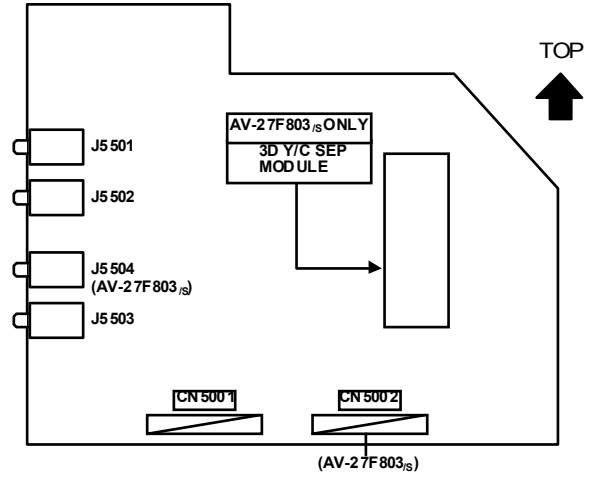 TOP
AV-27F803/S ONLY
3D Y/C SEP
MODULE
J5501
J5502
J5504
(AV-27F803/S)
J5503
CN5001
CN5002
(AV-27F803/S)